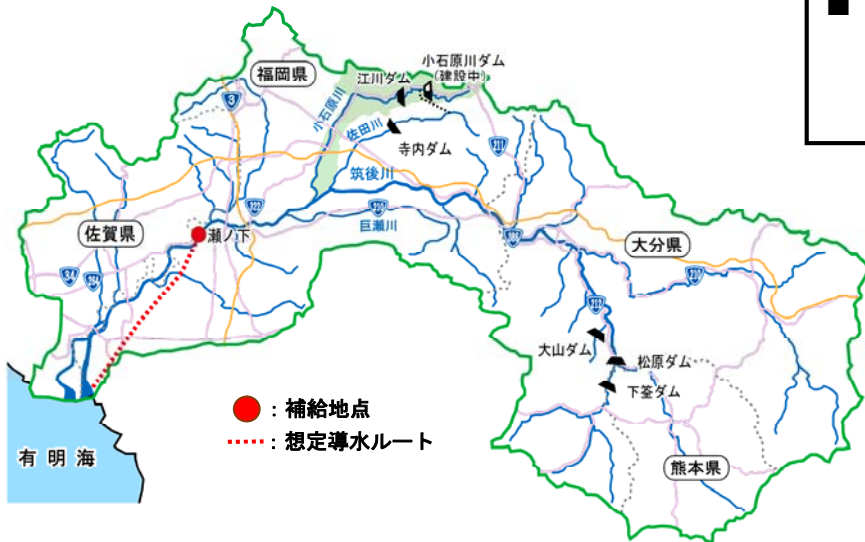 小石原川ダム
(建設中)
江川ダム
福岡県
3
小石原川
佐田川
寺内ダム
211
筑後川
322
210
巨瀬川
佐賀県
瀬ノ下
386
大分県
34
264
210
212
大山ダム
松原ダム
下筌ダム
●:補給地点
:想定導水ルート
有明海
熊本県
■